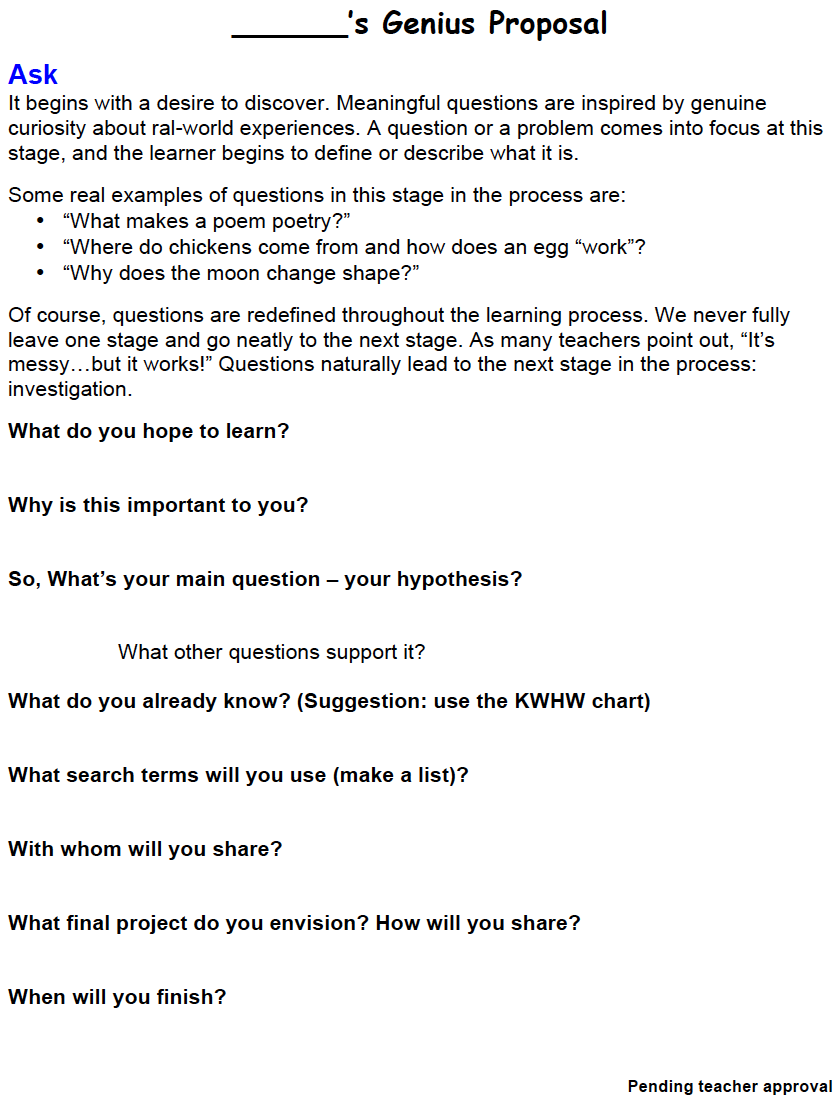 ______’s Genius Proposal
Ask
It begins with a desire to discover. Meaningful questions are inspired by genuine
curiosity about ral-world experiences. A question or a problem comes into focus at this
stage, and the learner begins to define or describe what it is.
Some real examples of questions in this stage in the process are:
• “What makes a poem poetry?”
• “Where do chickens come from and how does an egg “work”?
• “Why does the moon change shape?”
Of course, questions are redefined throughout the learning process. We never fully
leave one stage and go neatly to the next stage. As many teachers point out, “It’s
messy…but it works!” Questions naturally lead to the next stage in the process:
investigation.
What do you hope to learn?
Why is this important to you?
So, What’s your main question – your hypothesis?
What other questions support it?
What do you already know? (Suggestion: use the KWHW chart)
What search terms will you use (make a list)?
With whom will you share?
What final project do you envision? How will you share?
When will you finish?
Pending teacher approval